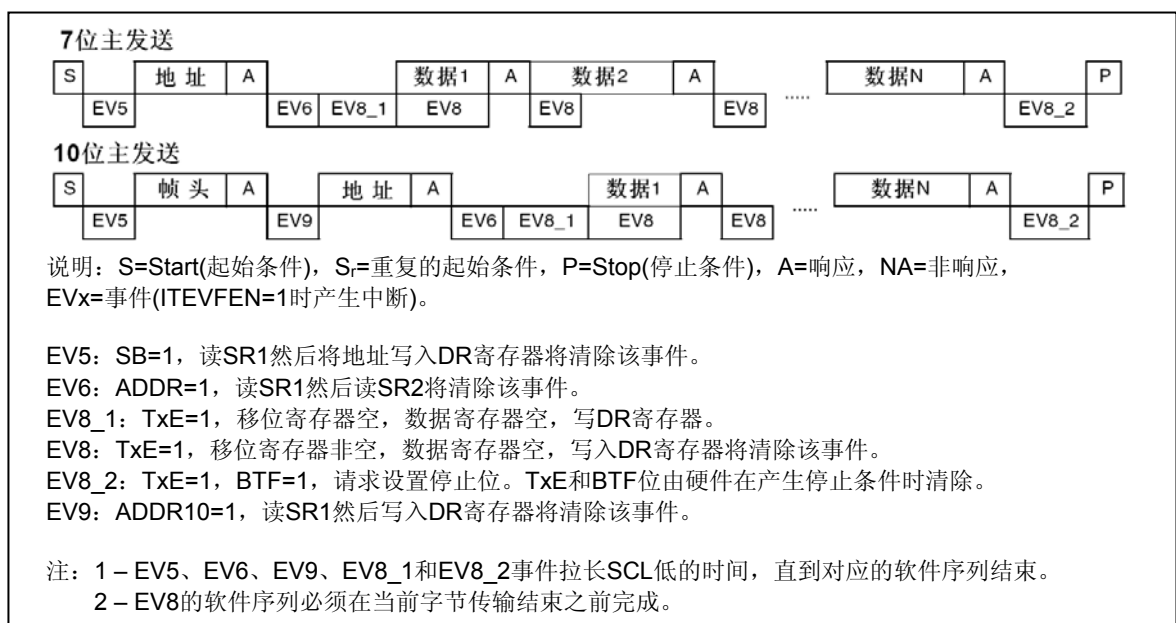 7位主发送
S 地址 A 数据1 A 数据2 A ..... 数据N A P
EV5 EV6 EV8_1 EV8 EV8 EV8 EV8_2
10位主发送
S 帧头 A 地址 A 数据1 A ..... 数据N A P
EV5 EV9 EV6 EV8_1 EV8 EV8 EV8_2
说明：S=Start(起始条件)，Sr=重复的起始条件，P=Stop(停止条件)，A=响应，NA=非响应，
EVx=事件(ITEVFEN=1时产生中断)。
EV5：SB=1，读SR1然后将地址写入DR寄存器将清除该事件。
EV6：ADDR=1，读SR1然后读SR2将清除该事件。
EV8_1：TxE=1，移位寄存器空，数据寄存器空，写DR寄存器。
EV8：TxE=1，移位寄存器非空，数据寄存器空，写入DR寄存器将清除该事件。
EV8_2：TxE=1，BTF=1，请求设置停止位。TxE和BTF位由硬件在产生停止条件时清除。
EV9：ADDR10=1，读SR1然后写入DR寄存器将清除该事件。
注：1 – EV5、EV6、EV9、EV8_1和EV8_2事件拉长SCL低的时间，直到对应的软件序列结束。
2 – EV8的软件序列必须在当前字节传输结束之前完成。